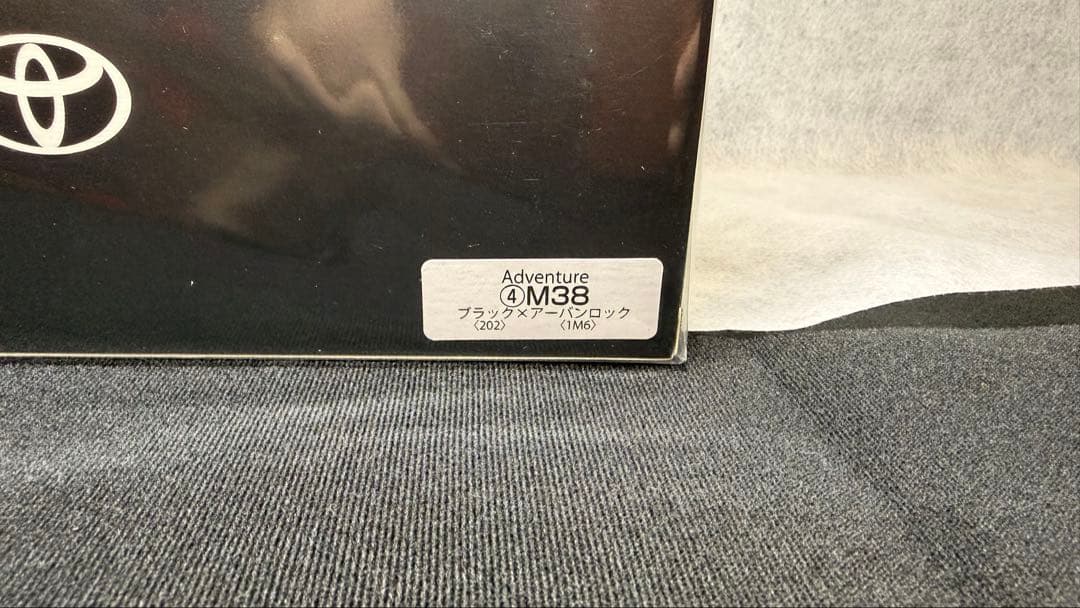 Adventure
④M38
ブラック×アーバンロック
〈202〉 〈1M6〉